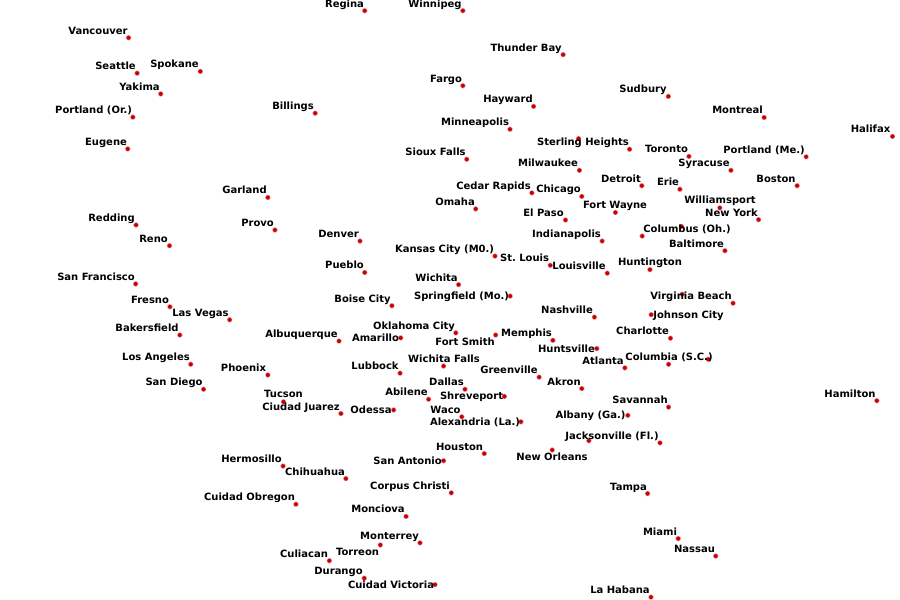 Regina
Winnipeg
Vancouver
Thunder Bay
Seattle
Spokane
Fargo
Yakima
Sudbury
Hayward
Billings
Portland (Or.)
Montreal
Minneapolis
Halifax
Eugene
Sterling Heights
Toronto
Portland (Me.)
Sioux Falls
Milwaukee
Syracuse
Detroit
Erie
Boston
Cedar Rapids
Chicago
Garland
Omaha
Fort Wayne
Williamsport
El Paso
New York
Redding
Provo
Columbus (Oh.)
Reno
Denver
Indianapolis
Baltimore
Kansas City (M0.)
St. Louis
Louisville
Huntington
Pueblo
San Francisco
Wichita
Fresno
Boise City
Springfield (Mo.)
Virginia Beach
Las Vegas
Nashville
Johnson City
Bakersfield
Albuquerque
Amarillo
Oklahoma City
Fort Smith
Memphis
Charlotte
Huntsville
Los Angeles
Wichita Falls
Atlanta
Columbia (S.C.)
Phoenix
Lubbock
Greenville
San Diego
Dallas
Akron
Tucson
Abilene
Shreveport
Hamilton
Ciudad Juarez
Odessa
Waco
Savannah
Alexandria (La.)
Albany (Ga.)
Jacksonville (Fl.)
Houston
Hermosillo
San Antonio
New Orleans
Chihuahua
Corpus Christi
Tampa
Cuidad Obregon
Monciova
Monterrey
Miami
Culiacan
Torreon
Nassau
Durango
Cuidad Victoria
La Habana